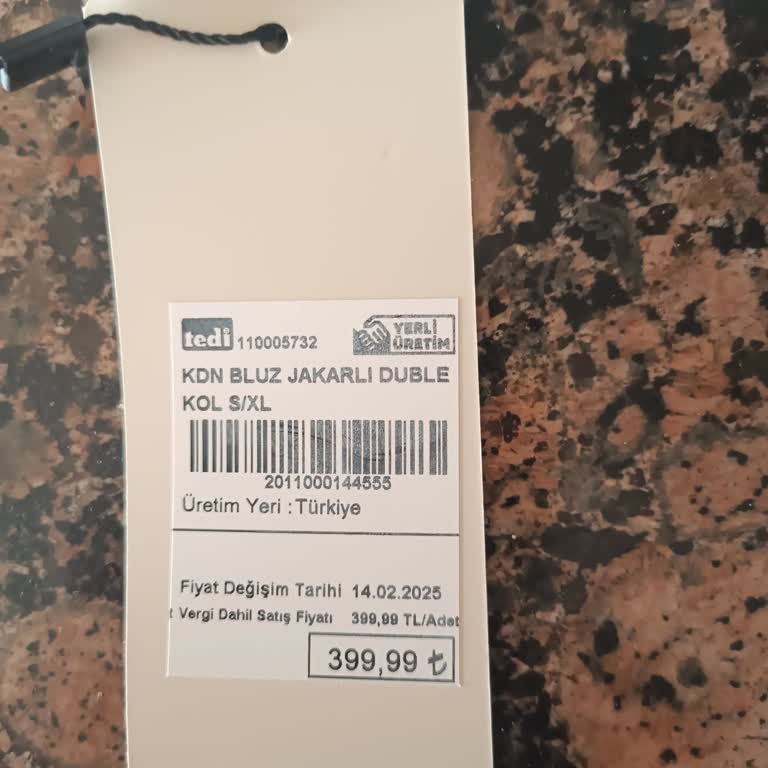 tedi 110005732
YERLİ
ÜRETİM
KDN BLUZ JAKARLI DUBLE
KOL S/XL
2011000144555
Üretim Yeri : Türkiye
Fiyat Değişim Tarihi 14.02.2025
t Vergi Dahil Satış Fiyatı 399,99 TL/Adet
399,99 ₺